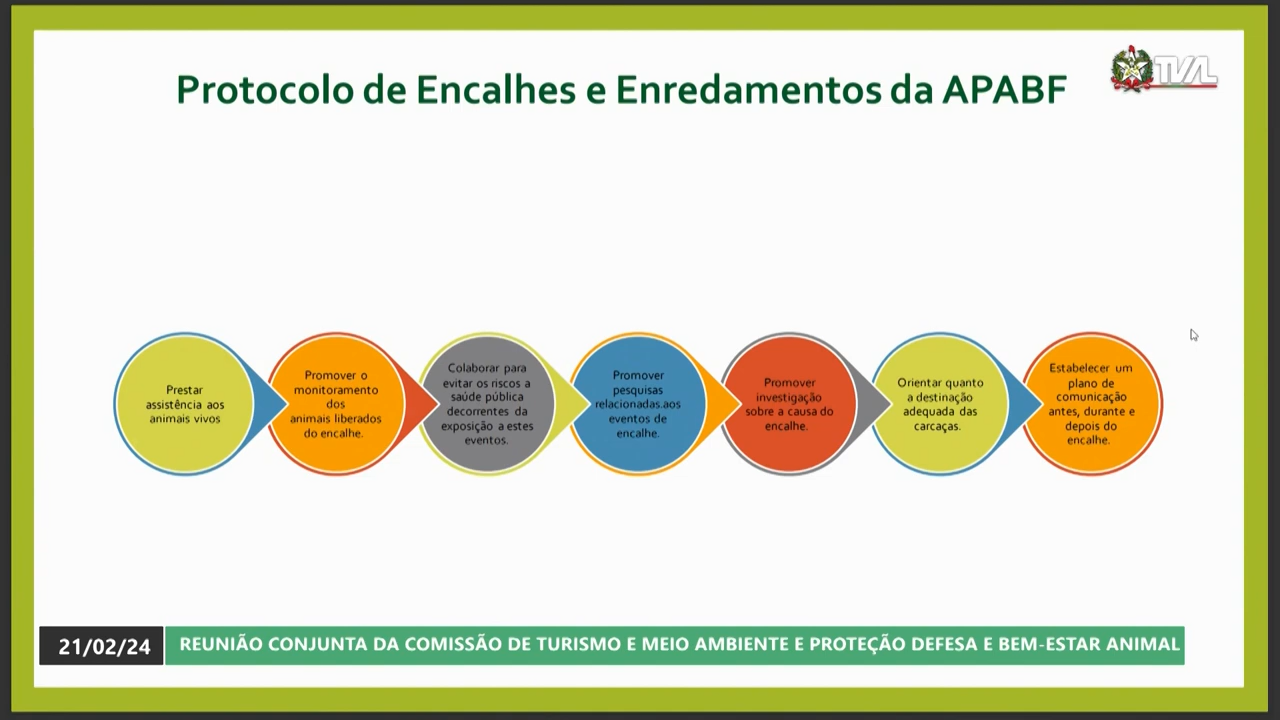 Protocolo de Encalhes e Enredamentos da APABF
TVAL
Prestar
assistência aos
animais vivos
Promover o
monitoramento
dos
animais liberados
do encalhe.
Colaborar para
evitar os riscos a
saúde pública
decorrentes da
exposição a estes
eventos.
Promover
pesquisas
relacionadas aos
eventos de
encalhe.
Promover
investigação
sobre a causa do
encalhe.
Orientar quanto
a destinação
adequada das
carcaças.
Estabelecer um
plano de
comunicação
antes, durante e
depois do
encalhe.
21/02/24
REUNIÃO CONJUNTA DA COMISSÃO DE TURISMO E MEIO AMBIENTE E PROTEÇÃO DEFESA E BEM-ESTAR ANIMAL